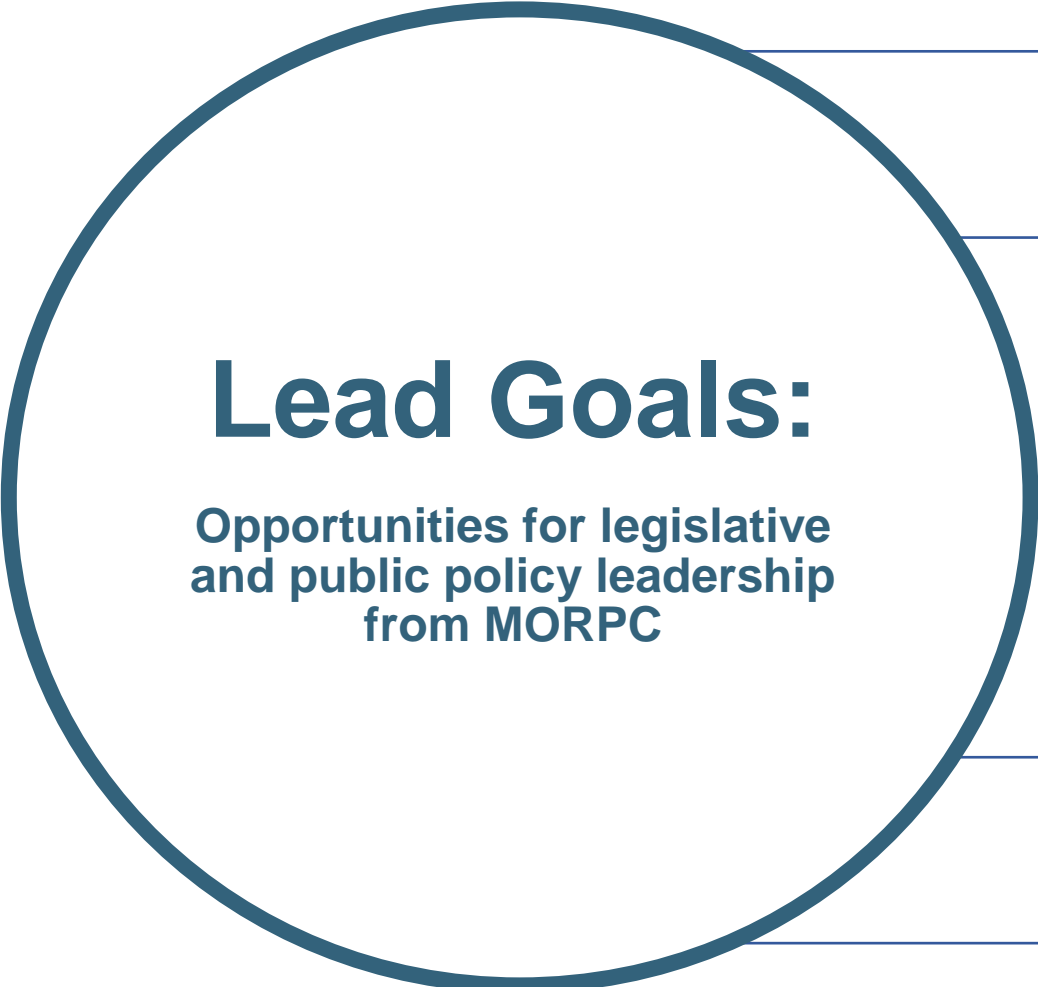 Lead Goals:
Opportunities for legislative
and public policy leadership
from MORPC